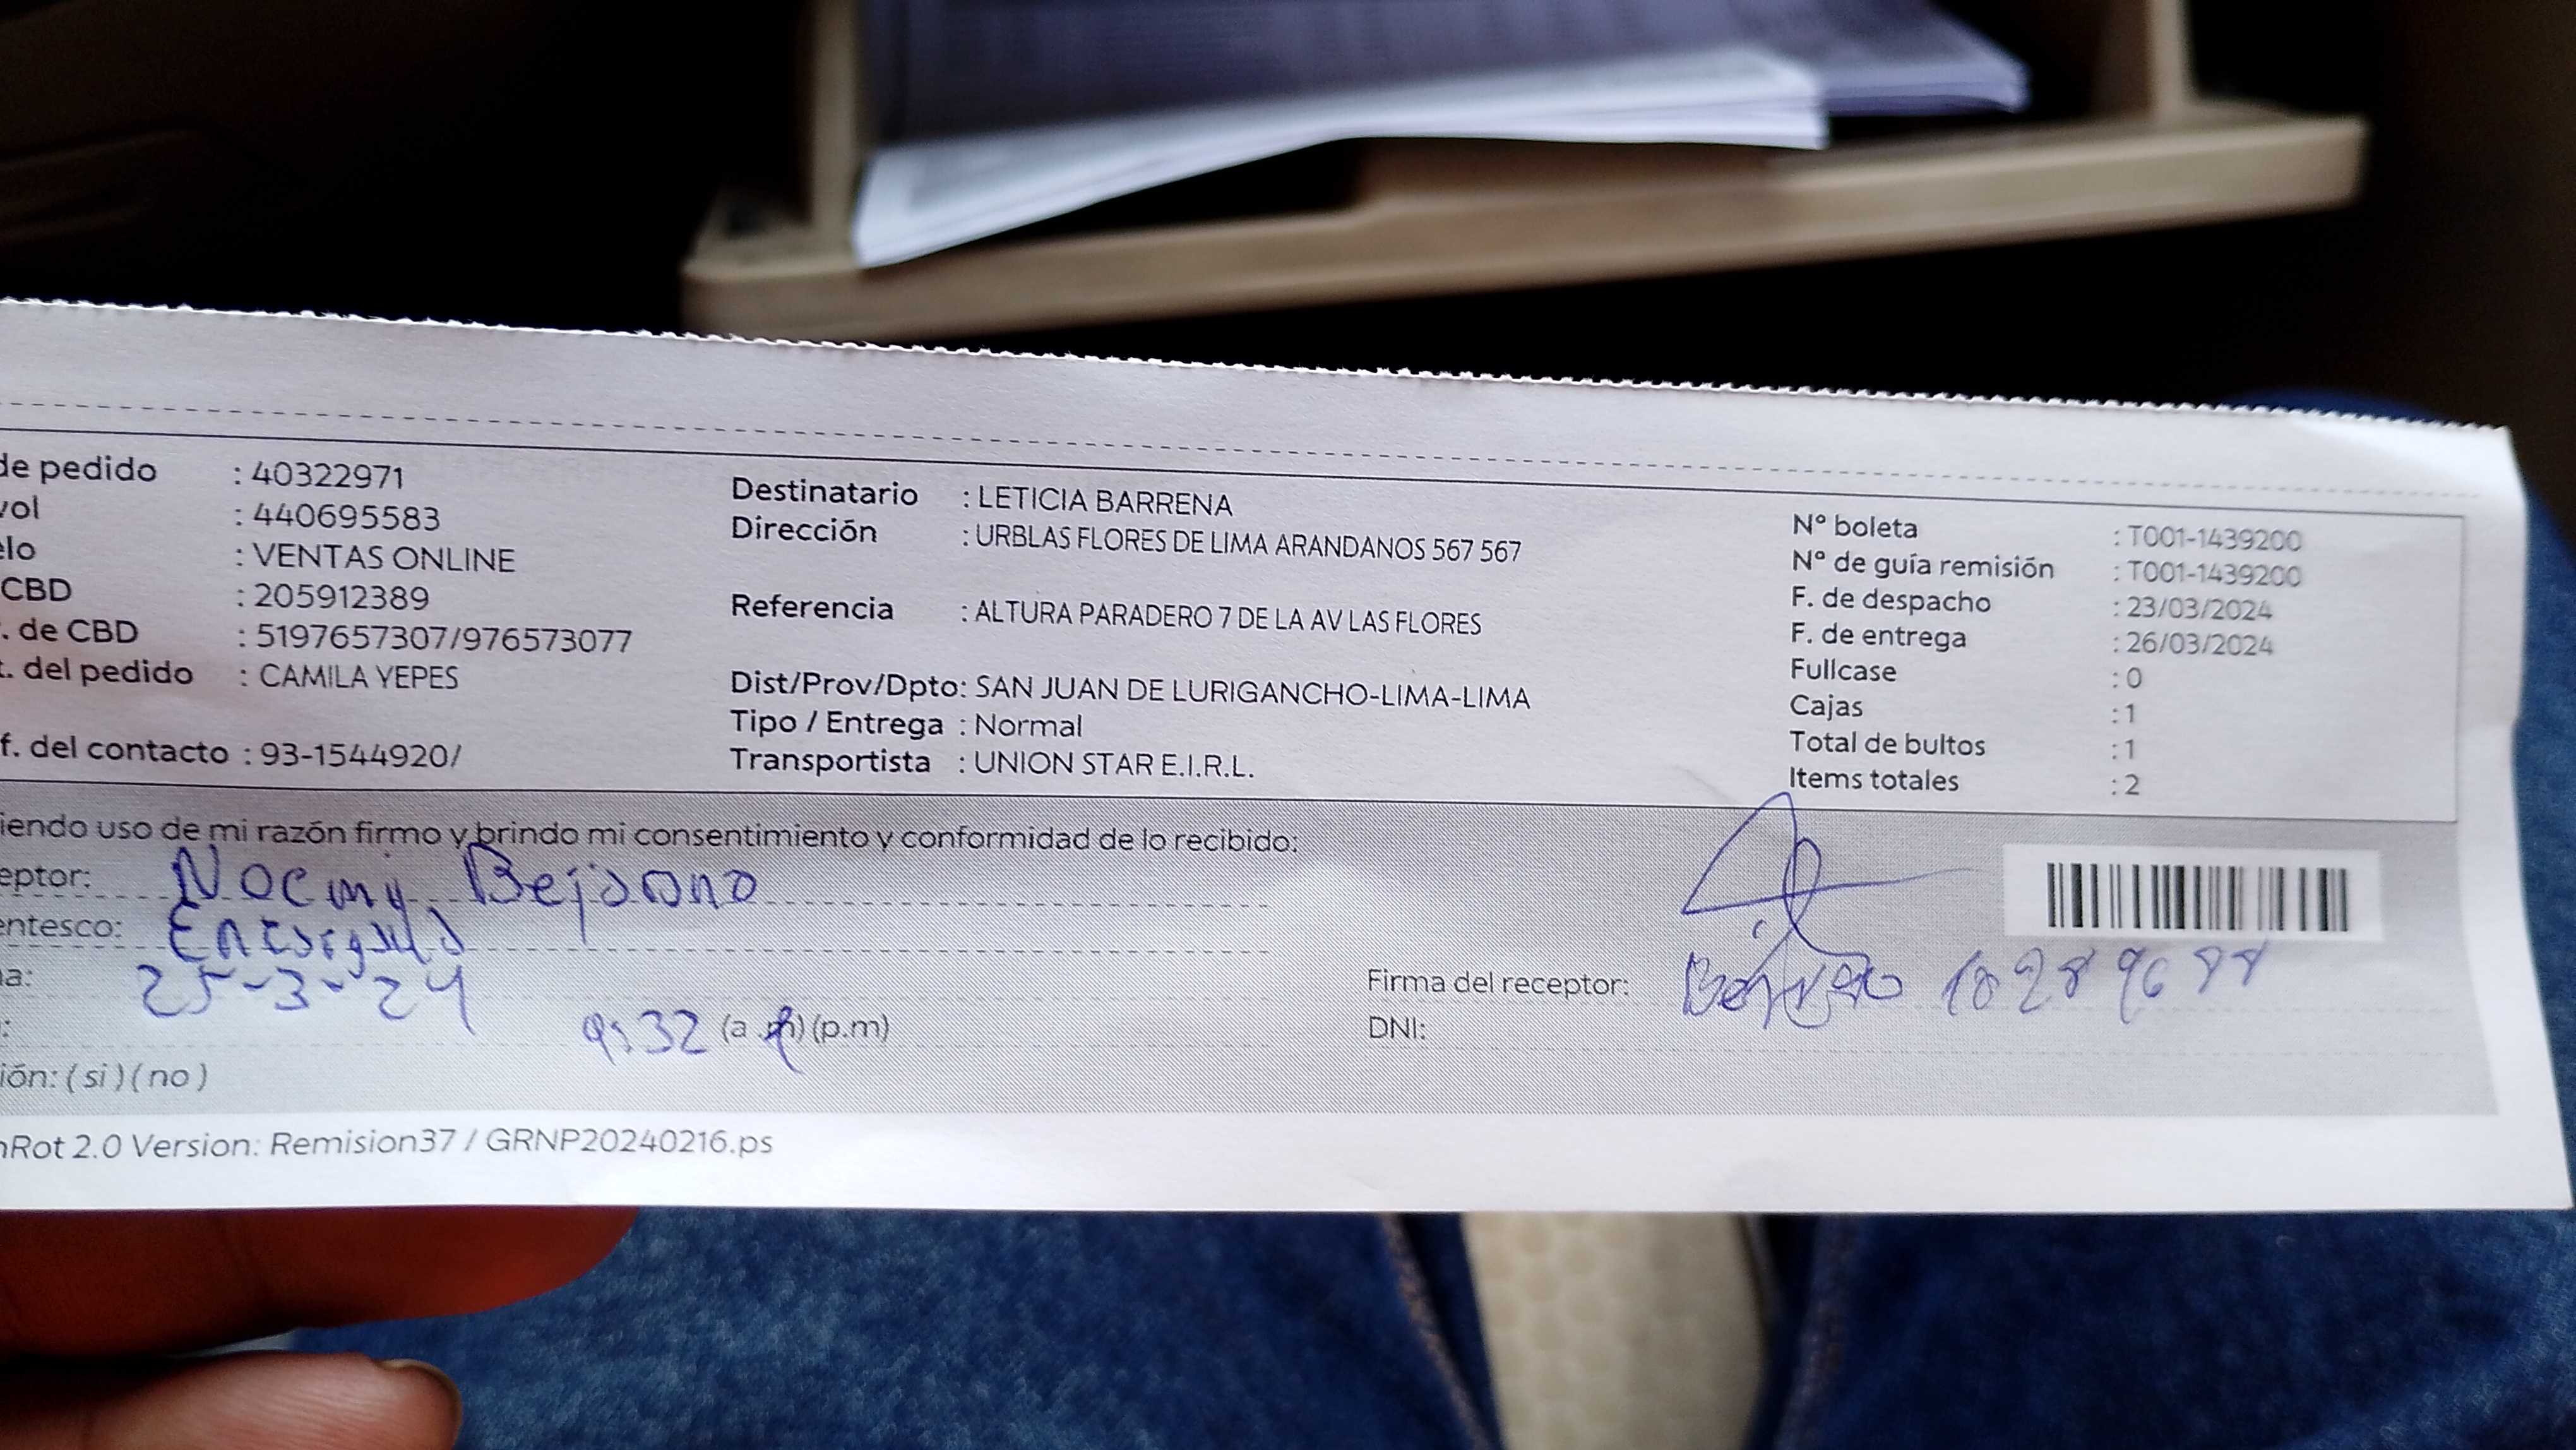 de pedido : 40322971
vol : 440695583
elo : VENTAS ONLINE
CBD : 205912389
. de CBD : 5197657307/976573077
t. del pedido : CAMILA YEPES
f. del contacto : 93-1544920/
Destinatario : LETICIA BARRENA
Dirección : URBLAS FLORES DE LIMA ARANDANOS 567 567
Referencia : ALTURA PARADERO 7 DE LA AV LAS FLORES
Dist/Prov/Dpto: SAN JUAN DE LURIGANCHO-LIMA-LIMA
Tipo / Entrega : Normal
Transportista : UNION STAR E.I.R.L.
N° boleta : T001-1439200
N° de guía remisión : T001-1439200
F. de despacho : 23/03/2024
F. de entrega : 26/03/2024
Fullcase : 0
Cajas : 1
Total de bultos : 1
Items totales : 2
iendo uso de mi razón firmo y brindo mi consentimiento y conformidad de lo recibido:
eptor: Noemy Bejarano
entesco:
na: 25-3-24
: 9:32 (a.m) (p.m)
Firma del receptor:
DNI:
ión: ( si ) ( no )
nRot 2.0 Version: Remision37 / GRNP20240216.ps